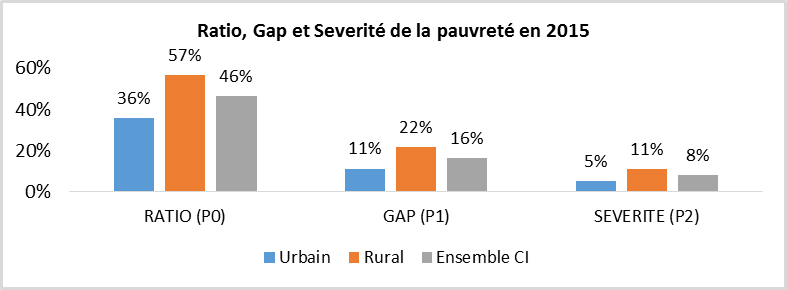 Ratio, Gap et Severité de la pauvreté en 2015
60%
40%
20%
0%
36%
57%
46%
11%
22%
16%
5%
11%
8%
RATIO (P0)
GAP (P1)
SEVERITE (P2)
Urbain
Rural
Ensemble CI